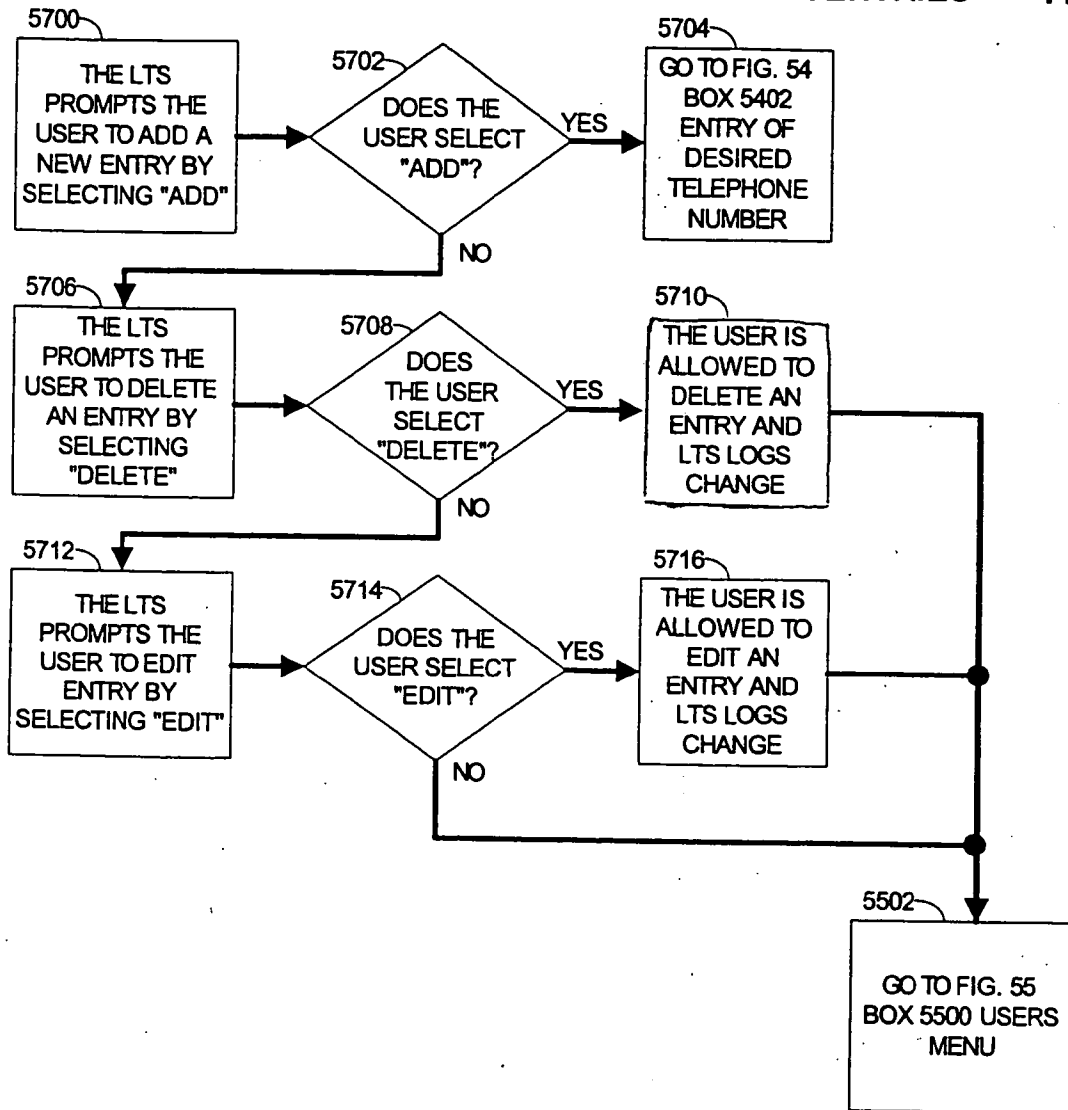 5700
THE LTS
PROMPTS THE
USER TO ADD A
NEW ENTRY BY
SELECTING "ADD"
5702
DOES THE
USER SELECT
"ADD"?
YES
NO
5704
GO TO FIG. 54
BOX 5402
ENTRY OF
DESIRED
TELEPHONE
NUMBER
5706
THE LTS
PROMPTS THE
USER TO DELETE
AN ENTRY BY
SELECTING
"DELETE"
5708
DOES
THE USER
SELECT
"DELETE"?
YES
NO
5710
THE USER IS
ALLOWED TO
DELETE AN
ENTRY AND
LTS LOGS
CHANGE
5712
THE LTS
PROMPTS THE
USER TO EDIT
ENTRY BY
SELECTING "EDIT"
5714
DOES THE
USER SELECT
"EDIT"?
YES
NO
5716
THE USER IS
ALLOWED TO
EDIT AN
ENTRY AND
LTS LOGS
CHANGE
5502
GO TO FIG. 55
BOX 5500 USERS
MENU